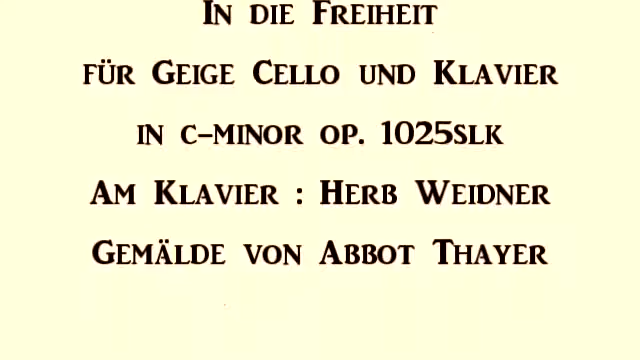 In die Freiheit
für Geige Cello und Klavier
in c-minor op. 1025slk
Am Klavier : Herb Weidner
Gemälde von Abbot Thayer